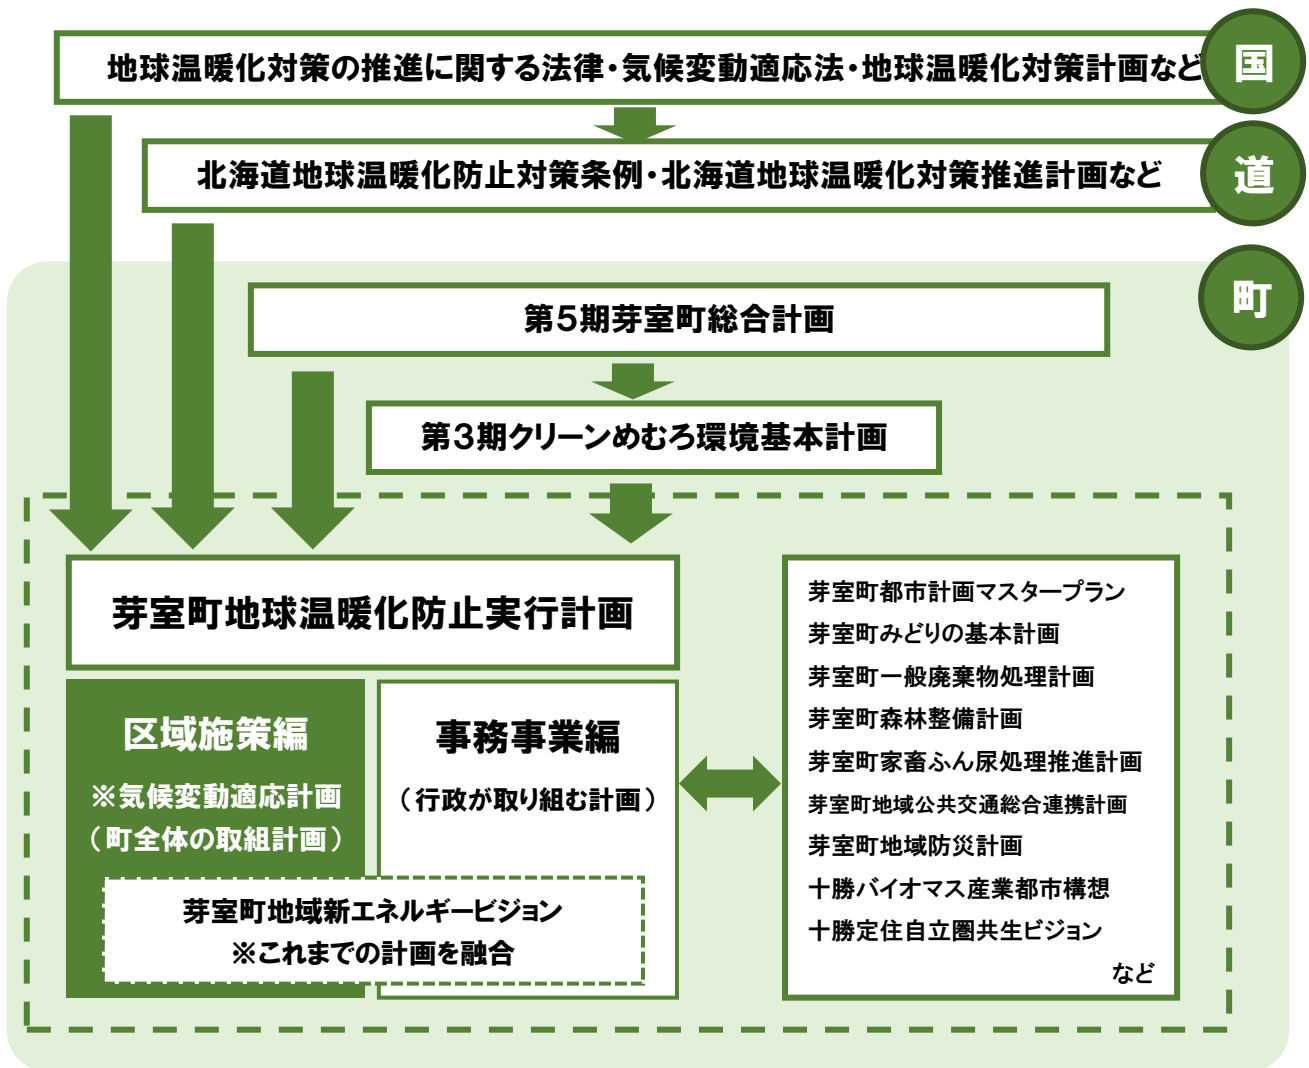 地球温暖化対策の推進に関する法律・気候変動適応法・地球温暖化対策計画など
国
北海道地球温暖化防止対策条例・北海道地球温暖化対策推進計画など
道
町
第５期芽室町総合計画
第３期クリーンめむろ環境基本計画
芽室町地球温暖化防止実行計画
区域施策編
※気候変動適応計画
（町全体の取組計画）
事務事業編
（行政が取り組む計画）
芽室町地域新エネルギービジョン
※これまでの計画を融合
芽室町都市計画マスタープラン
芽室町みどりの基本計画
芽室町一般廃棄物処理計画
芽室町森林整備計画
芽室町家畜ふん尿処理推進計画
芽室町地域公共交通総合連携計画
芽室町地域防災計画
十勝バイオマス産業都市構想
十勝定住自立圏共生ビジョン
など